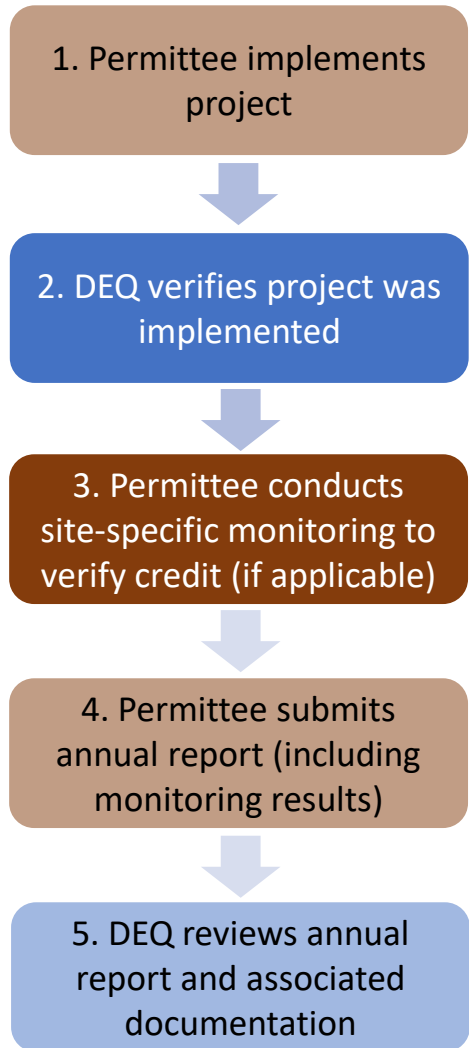 1. Permittee implements
project
2. DEQ verifies project was
implemented
3. Permittee conducts
site-specific monitoring to
verify credit (if applicable)
4. Permittee submits
annual report (including
monitoring results)
5. DEQ reviews annual
report and associated
documentation